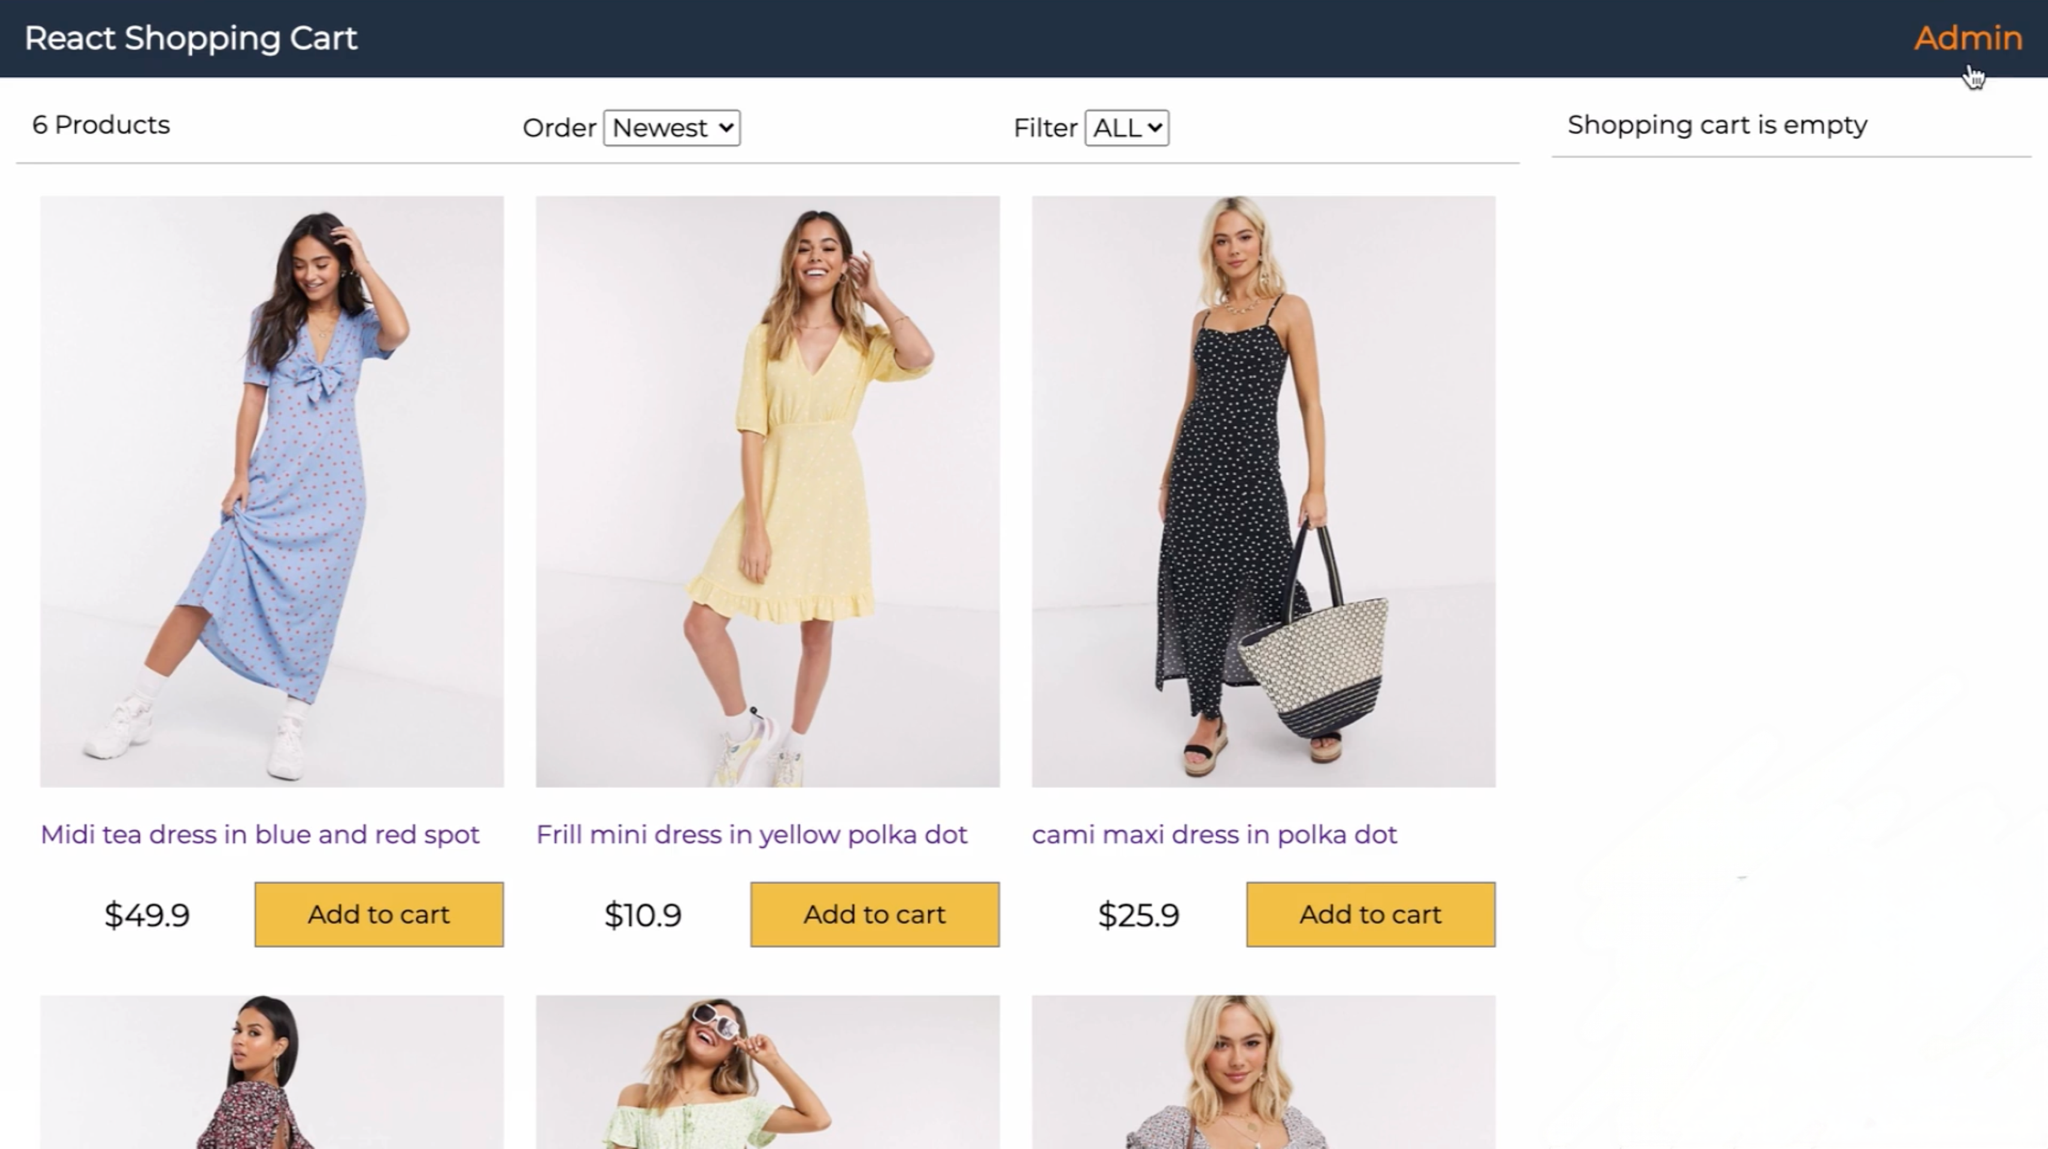 React Shopping Cart
Admin
6 Products
Order Newest
Filter ALL
Shopping cart is empty
Midi tea dress in blue and red spot
Frill mini dress in yellow polka dot
cami maxi dress in polka dot
$49.9
Add to cart
$10.9
Add to cart
$25.9
Add to cart